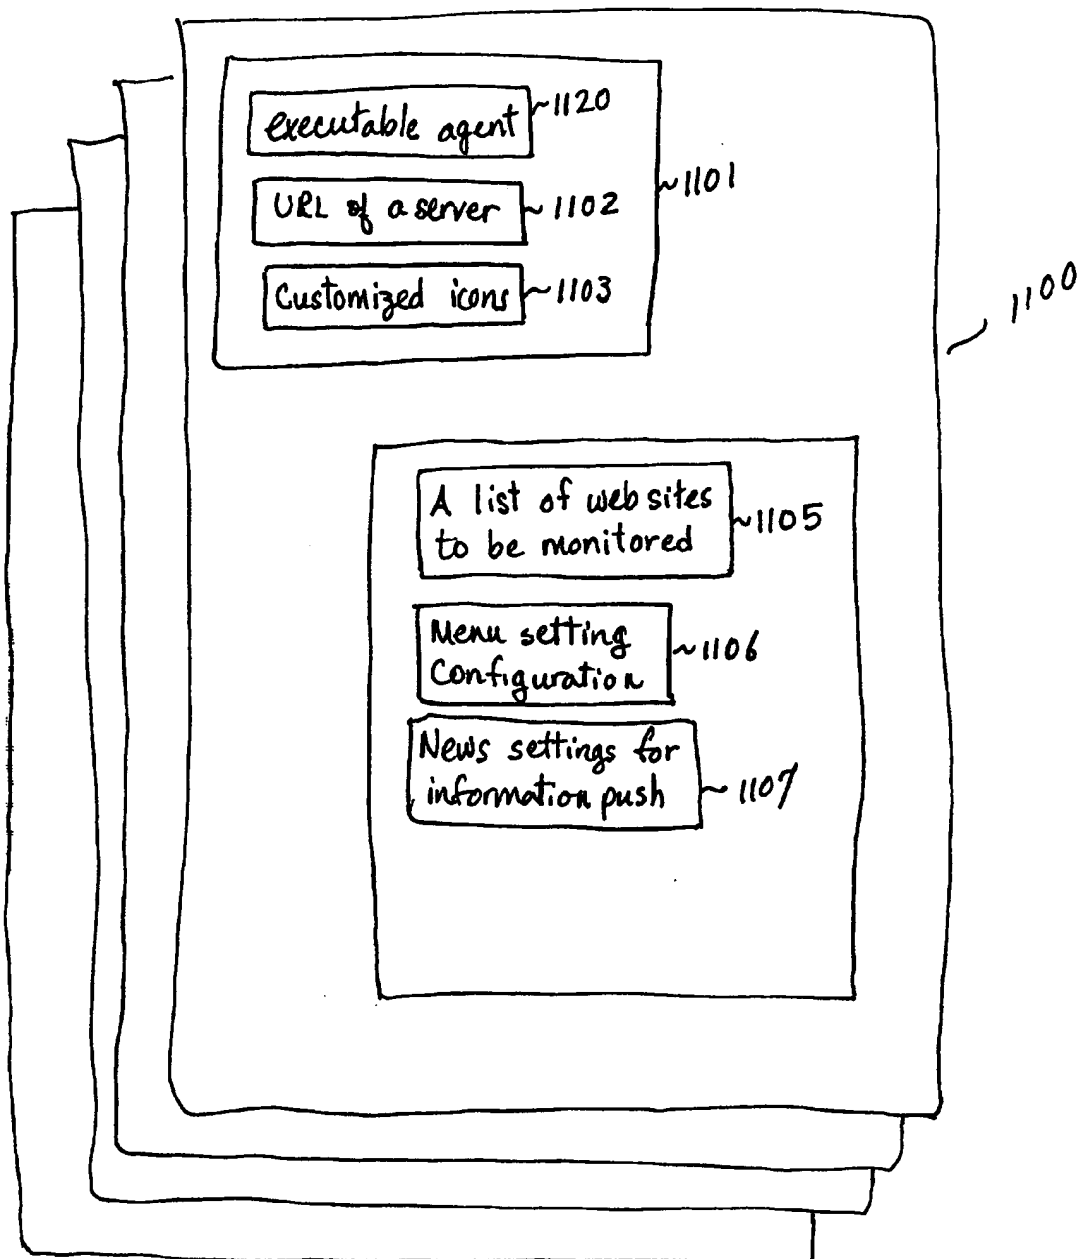 executable agent ~1120
URL of a server ~1102
~1101
Customized icons ~1103
1100
A list of web sites
to be monitored
~1105
Menu setting
Configuration
~1106
News settings for
information push
~1107